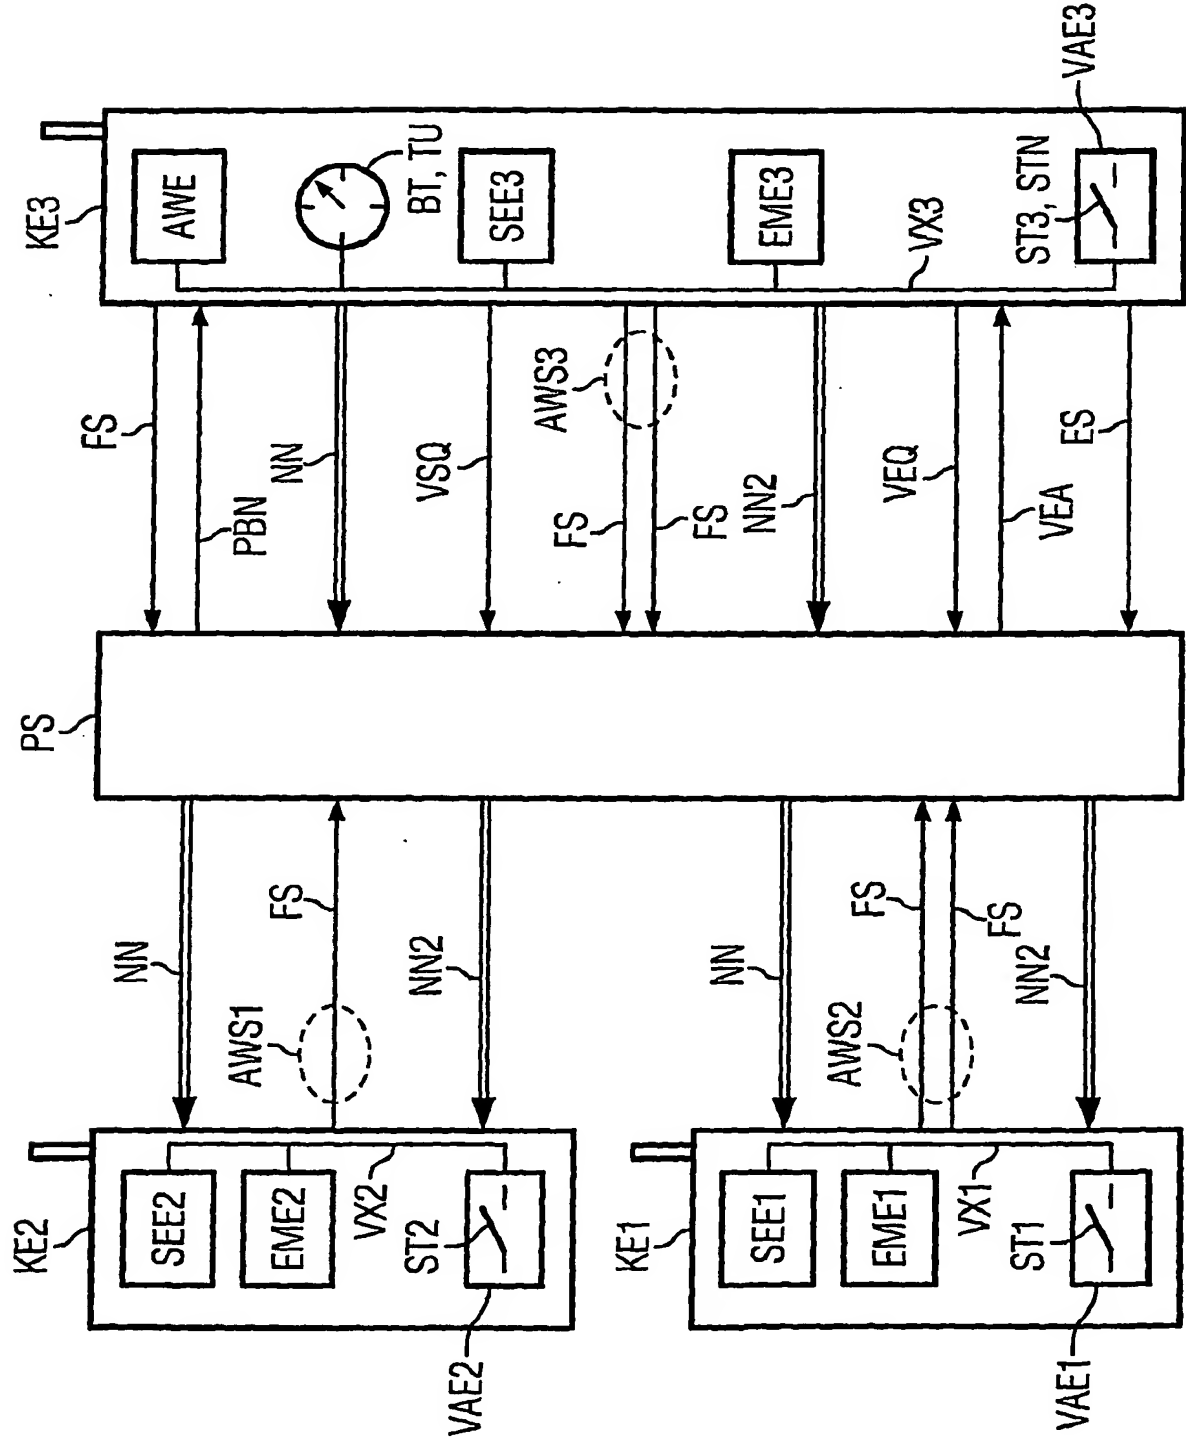 KE3
AWE
BT, TU
SEE3
EME3
VX3
ST3, STN
VAE3
FS
PBN
NN
VSQ
AWS3
FS
FS
NN2
VEQ
VEA
ES
PS
NN
FS
AWS1
NN2
NN
FS
FS
AWS2
NN2
KE2
SEE2
EME2
VX2
ST2
VAE2
KE1
SEE1
EME1
VX1
ST1
VAE1